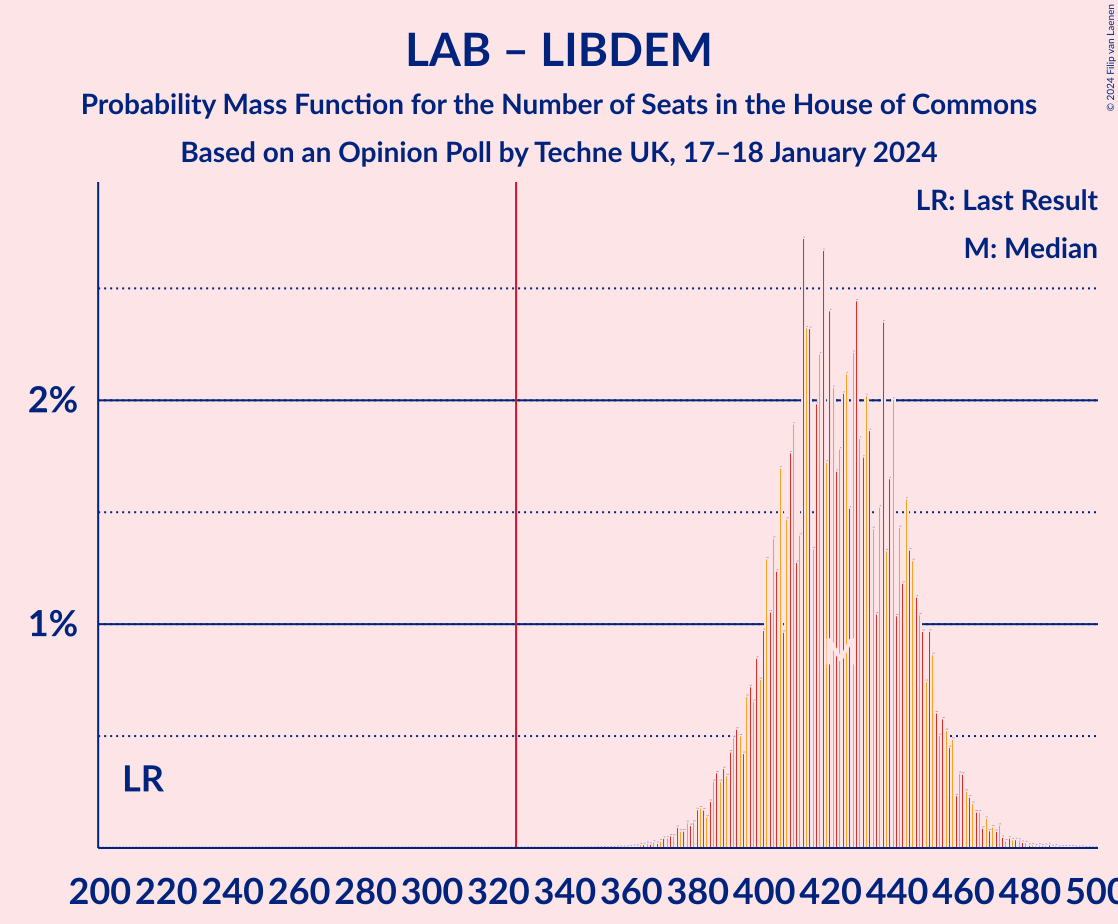 LAB – LIBDEM
Probability Mass Function for the Number of Seats in the House of Commons
Based on an Opinion Poll by Techne UK, 17–18 January 2024
© 2024 Filip van Laenen
LR: Last Result
M: Median
2%
1%
LR
M
200 220 240 260 280 300 320 340 360 380 400 420 440 460 480 500